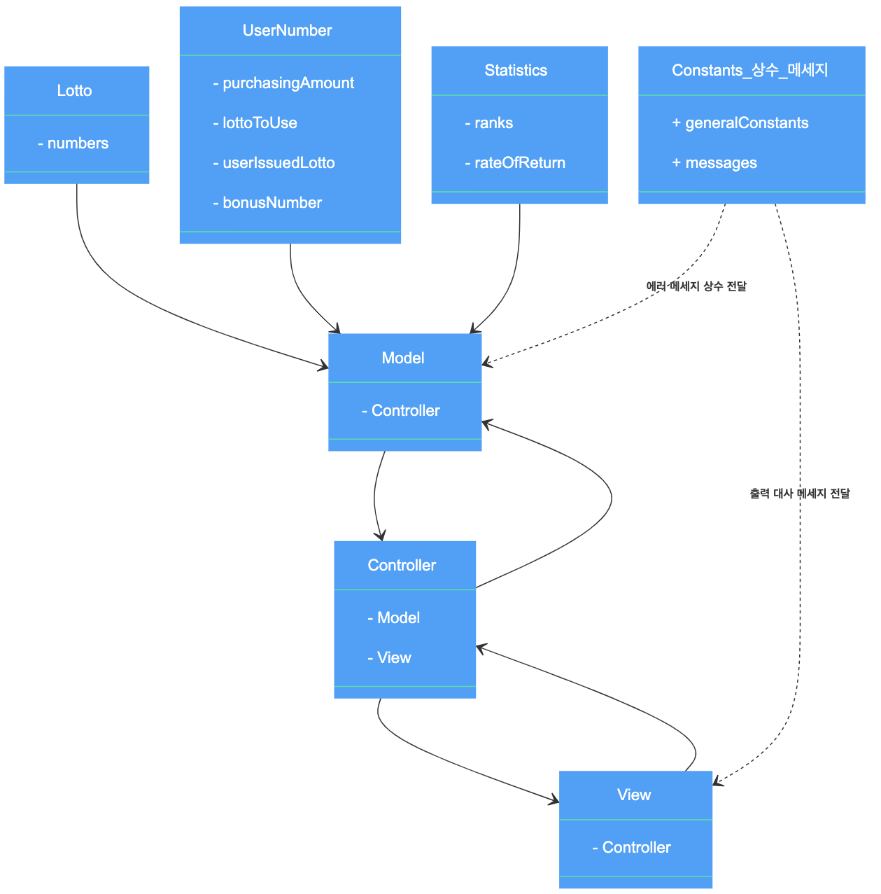 UserNumber
- purchasingAmount
- lottoToUse
- userIssuedLotto
- bonusNumber
Lotto
- numbers
Statistics
- ranks
- rateOfReturn
Constants_상수_메세지
+ generalConstants
+ messages
에러 메세지 상수 전달
Model
- Controller
출력 대사 메세지 전달
Controller
- Model
- View
View
- Controller